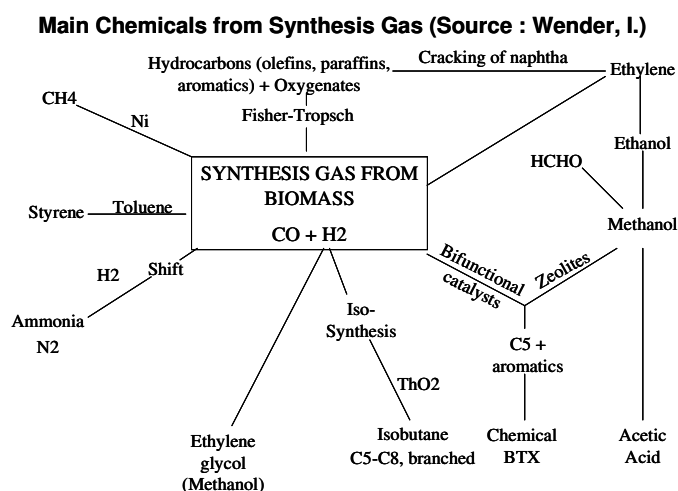 Main Chemicals from Synthesis Gas (Source : Wender, I.)
Hydrocarbons (olefins, paraffins,
aromatics) + Oxygenates
Cracking of naphtha
Ethylene
CH4
Ni
Fisher-Tropsch
SYNTHESIS GAS FROM
BIOMASS
CO + H2
Ethanol
HCHO
Methanol
Styrene
Toluene
H2
Shift
Ammonia
N2
Bifunctional
catalysts
Zeolites
Iso-
Synthesis
ThO2
C5 +
aromatics
Ethylene
glycol
(Methanol)
Isobutane
C5-C8, branched
Chemical
BTX
Acetic
Acid